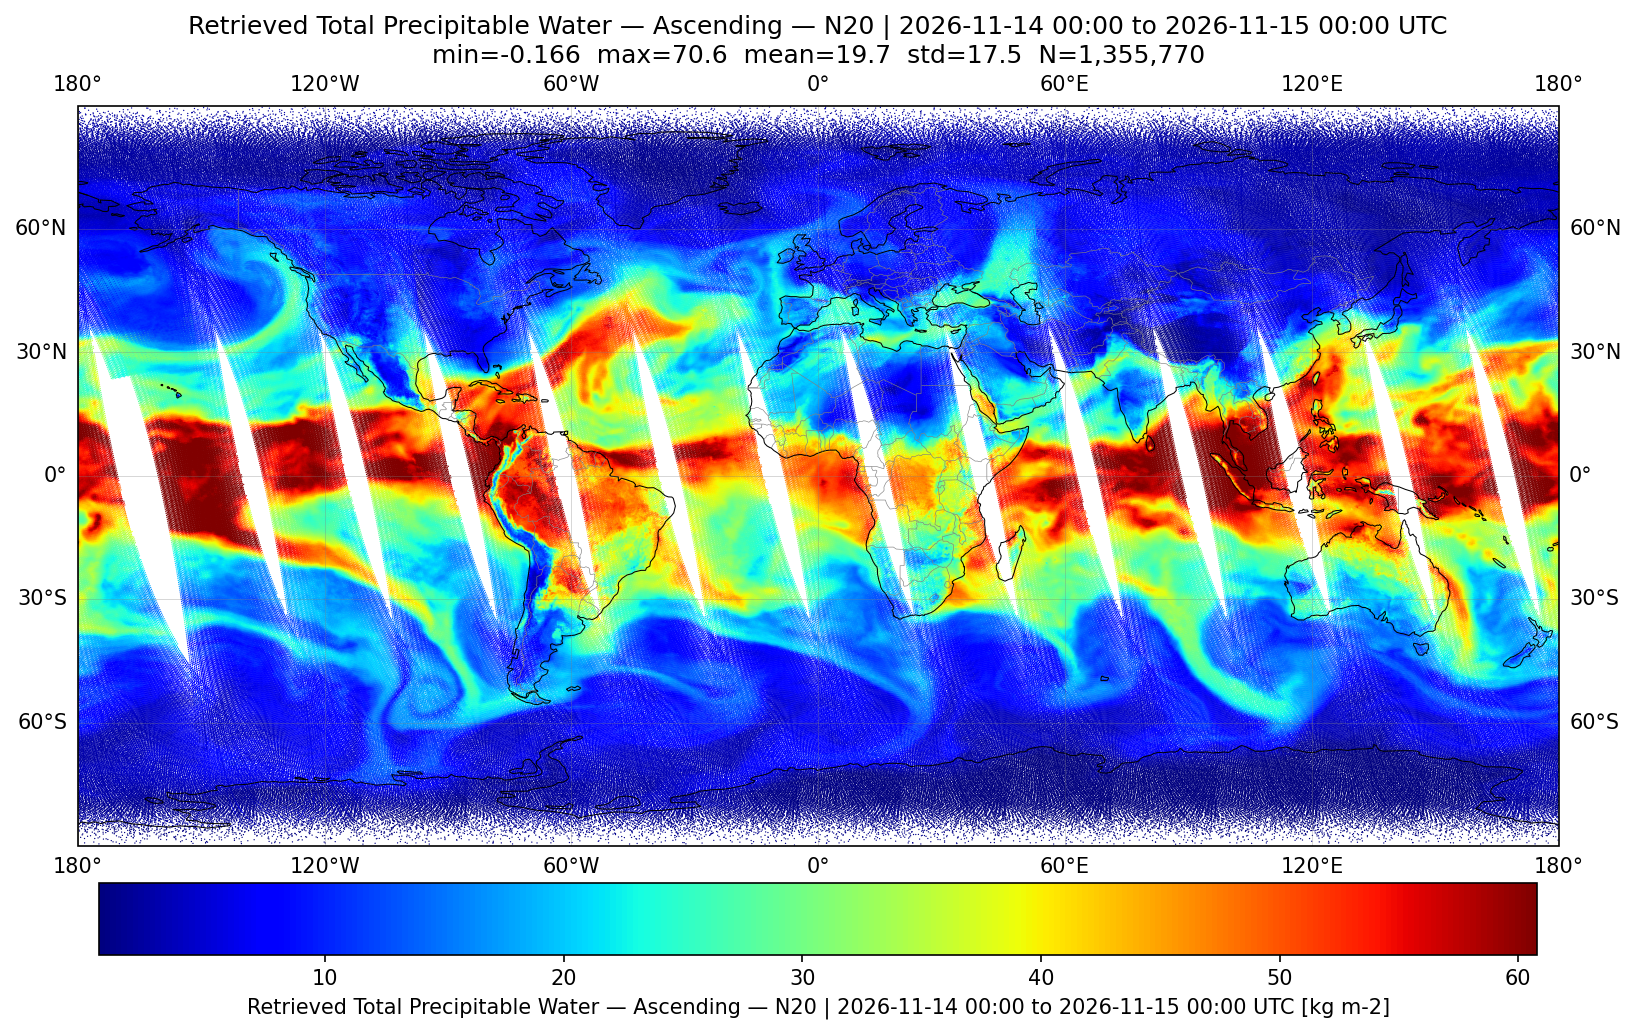 Retrieved Total Precipitable Water — Ascending — N20 | 2026-11-14 00:00 to 2026-11-15 00:00 UTC
min=-0.166  max=70.6  mean=19.7  std=17.5  N=1,355,770
180° 120°W 60°W 0° 60°E 120°E 180°
60°N 60°N
30°N 30°N
0° 0°
30°S 30°S
60°S 60°S
180° 120°W 60°W 0° 60°E 120°E 180°
10 20 30 40 50 60
Retrieved Total Precipitable Water — Ascending — N20 | 2026-11-14 00:00 to 2026-11-15 00:00 UTC [kg m-2]